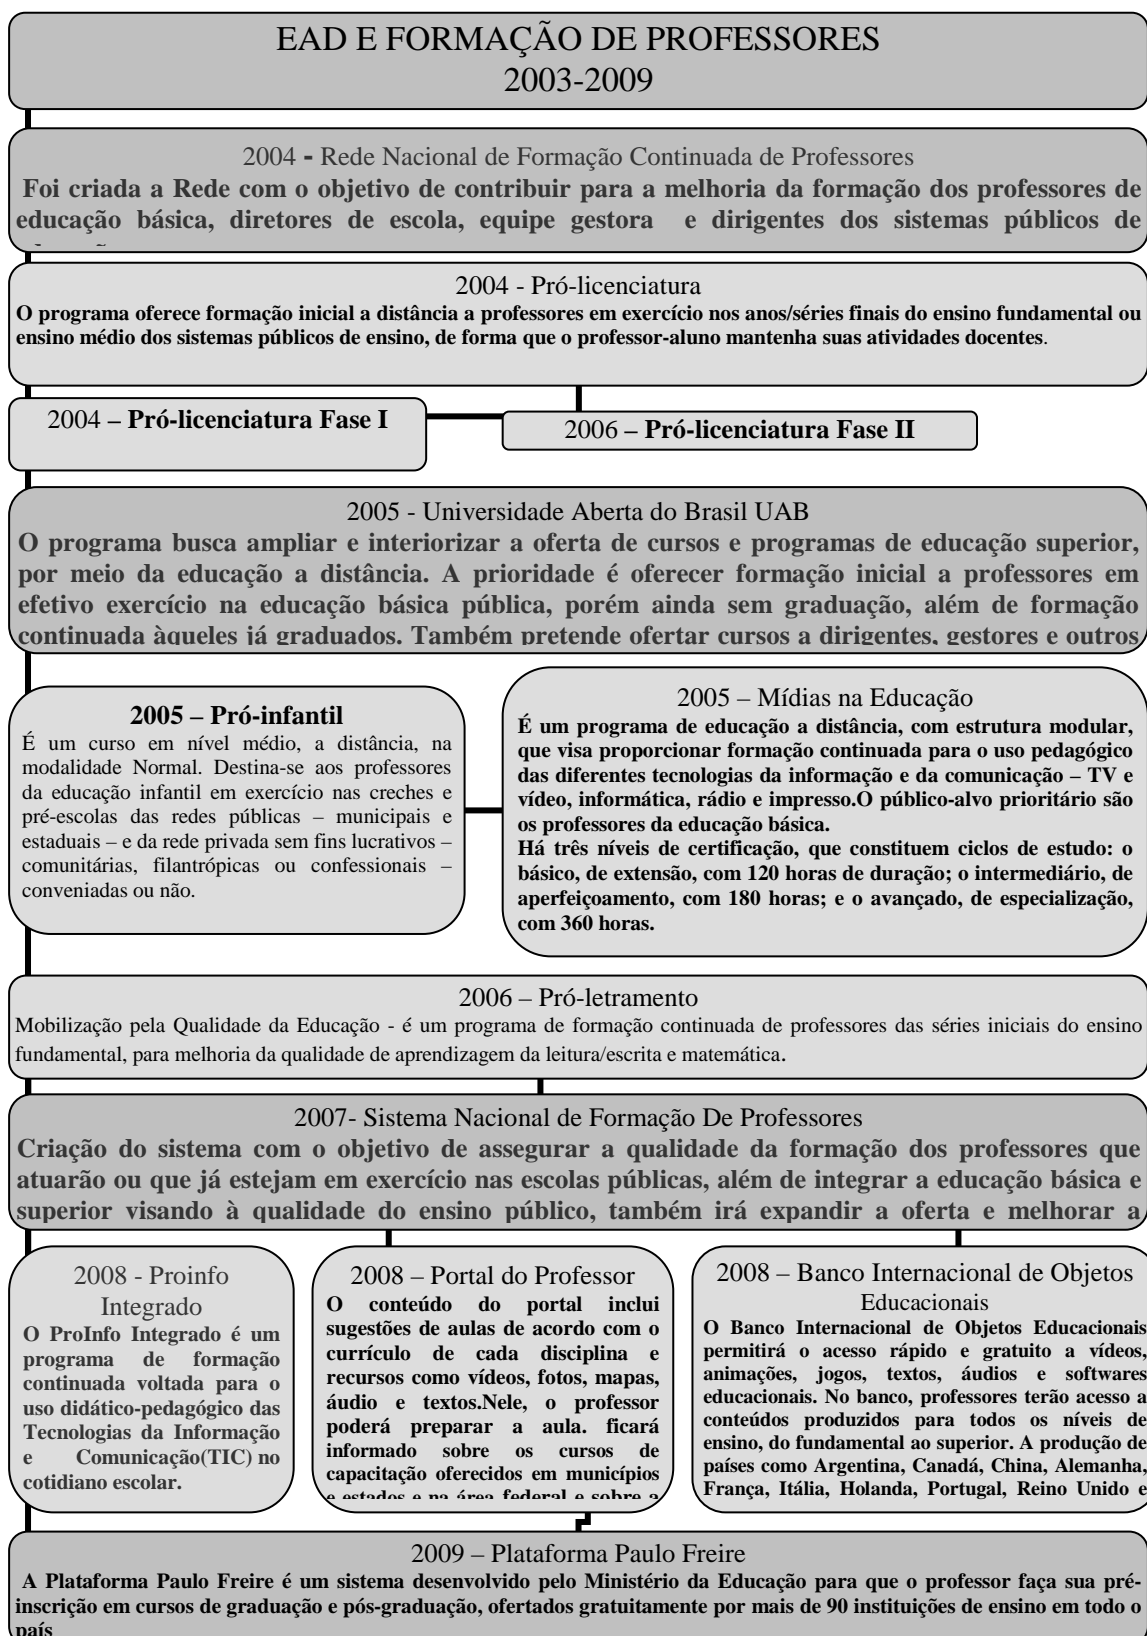 EAD E FORMAÇÃO DE PROFESSORES
2003-2009
2004 - Rede Nacional de Formação Continuada de Professores
Foi criada a Rede com o objetivo de contribuir para a melhoria da formação dos professores de
educação básica, diretores de escola, equipe gestora e dirigentes dos sistemas públicos de
2004 - Pró-licenciatura
O programa oferece formação inicial a distância a professores em exercício nos anos/séries finais do ensino fundamental ou
ensino médio dos sistemas públicos de ensino, de forma que o professor-aluno mantenha suas atividades docentes.
2004 – Pró-licenciatura Fase I
2006 – Pró-licenciatura Fase II
2005 - Universidade Aberta do Brasil UAB
O programa busca ampliar e interiorizar a oferta de cursos e programas de educação superior,
por meio da educação a distância. A prioridade é oferecer formação inicial a professores em
efetivo exercício na educação básica pública, porém ainda sem graduação, além de formação
continuada àqueles já graduados. Também pretende ofertar cursos a dirigentes, gestores e outros
2005 – Pró-infantil
É um curso em nível médio, a distância, na
modalidade Normal. Destina-se aos professores
da educação infantil em exercício nas creches e
pré-escolas das redes públicas – municipais e
estaduais – e da rede privada sem fins lucrativos –
comunitárias, filantrópicas ou confessionais –
conveniadas ou não.
2005 – Mídias na Educação
É um programa de educação a distância, com estrutura modular,
que visa proporcionar formação continuada para o uso pedagógico
das diferentes tecnologias da informação e da comunicação – TV e
vídeo, informática, rádio e impresso.O público-alvo prioritário são
os professores da educação básica.
Há três níveis de certificação, que constituem ciclos de estudo: o
básico, de extensão, com 120 horas de duração; o intermediário, de
aperfeiçoamento, com 180 horas; e o avançado, de especialização,
com 360 horas.
2006 – Pró-letramento
Mobilização pela Qualidade da Educação - é um programa de formação continuada de professores das séries iniciais do ensino
fundamental, para melhoria da qualidade de aprendizagem da leitura/escrita e matemática.
2007- Sistema Nacional de Formação De Professores
Criação do sistema com o objetivo de assegurar a qualidade da formação dos professores que
atuarão ou que já estejam em exercício nas escolas públicas, além de integrar a educação básica e
superior visando à qualidade do ensino público, também irá expandir a oferta e melhorar a
2008 - Proinfo
Integrado
O ProInfo Integrado é um
programa de formação
continuada voltada para o
uso didático-pedagógico das
Tecnologias da Informação
e Comunicação(TIC) no
cotidiano escolar.
2008 – Portal do Professor
O conteúdo do portal inclui
sugestões de aulas de acordo com o
currículo de cada disciplina e
recursos como vídeos, fotos, mapas,
áudio e textos.Nele, o professor
poderá preparar a aula. ficará
informado sobre os cursos de
capacitação oferecidos em municípios
e estados e na área federal e sobre a
2008 – Banco Internacional de Objetos
Educacionais
O Banco Internacional de Objetos Educacionais
permitirá o acesso rápido e gratuito a vídeos,
animações, jogos, textos, áudios e softwares
educacionais. No banco, professores terão acesso a
conteúdos produzidos para todos os níveis de
ensino, do fundamental ao superior. A produção de
países como Argentina, Canadá, China, Alemanha,
França, Itália, Holanda, Portugal, Reino Unido e
2009 – Plataforma Paulo Freire
A Plataforma Paulo Freire é um sistema desenvolvido pelo Ministério da Educação para que o professor faça sua pré-
inscrição em cursos de graduação e pós-graduação, ofertados gratuitamente por mais de 90 instituições de ensino em todo o
país